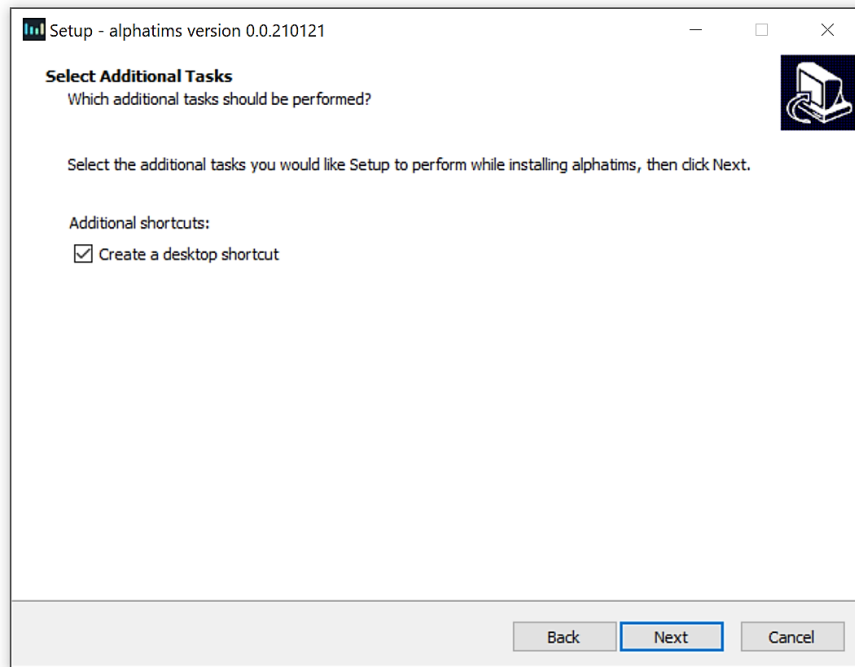 Setup - alphatims version 0.0.210121
Select Additional Tasks
Which additional tasks should be performed?
Select the additional tasks you would like Setup to perform while installing alphatims, then click Next.
Additional shortcuts:
Create a desktop shortcut
Back Next Cancel